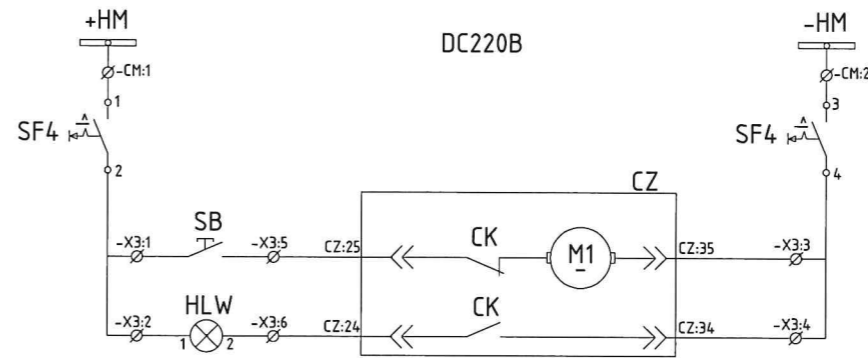 +HM
DC220B
-HM
-CM:1
-CM:2
1
3
SF4
SF4
2
4
CZ
SB
-X3:1
-X3:5
CZ:25
CK
M1
CZ:35
-X3:3
HLW
CK
-X3:2
1
2
-X3:6
CZ:24
CZ:34
-X3:4